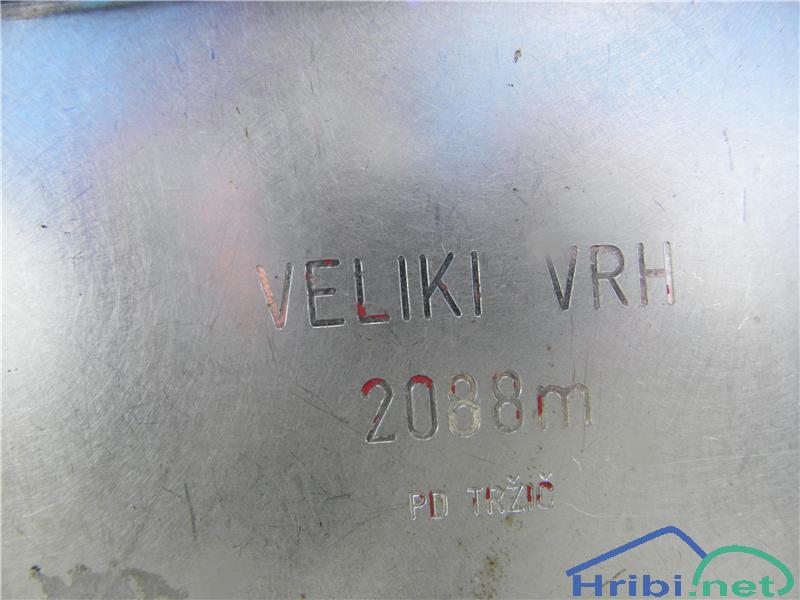 VELIKI VRH
2088m
PD TRŽIČ
Hribi.net